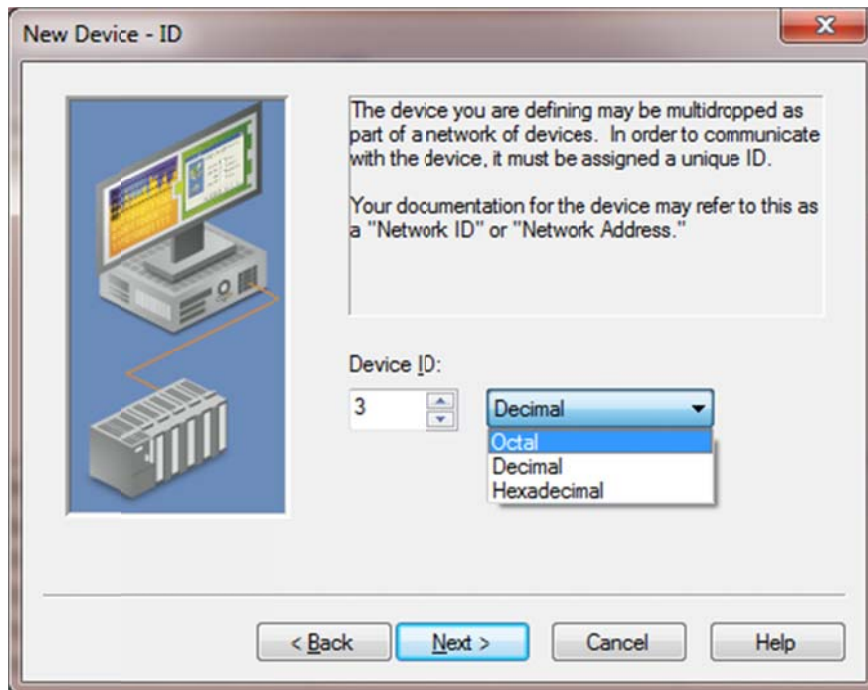 New Device - ID
The device you are defining may be multidropped as
part of a network of devices. In order to communicate
with the device, it must be assigned a unique ID.
Your documentation for the device may refer to this as
a "Network ID" or "Network Address."
Device ID:
3
Decimal
Octal
Decimal
Hexadecimal
< Back
Next >
Cancel
Help